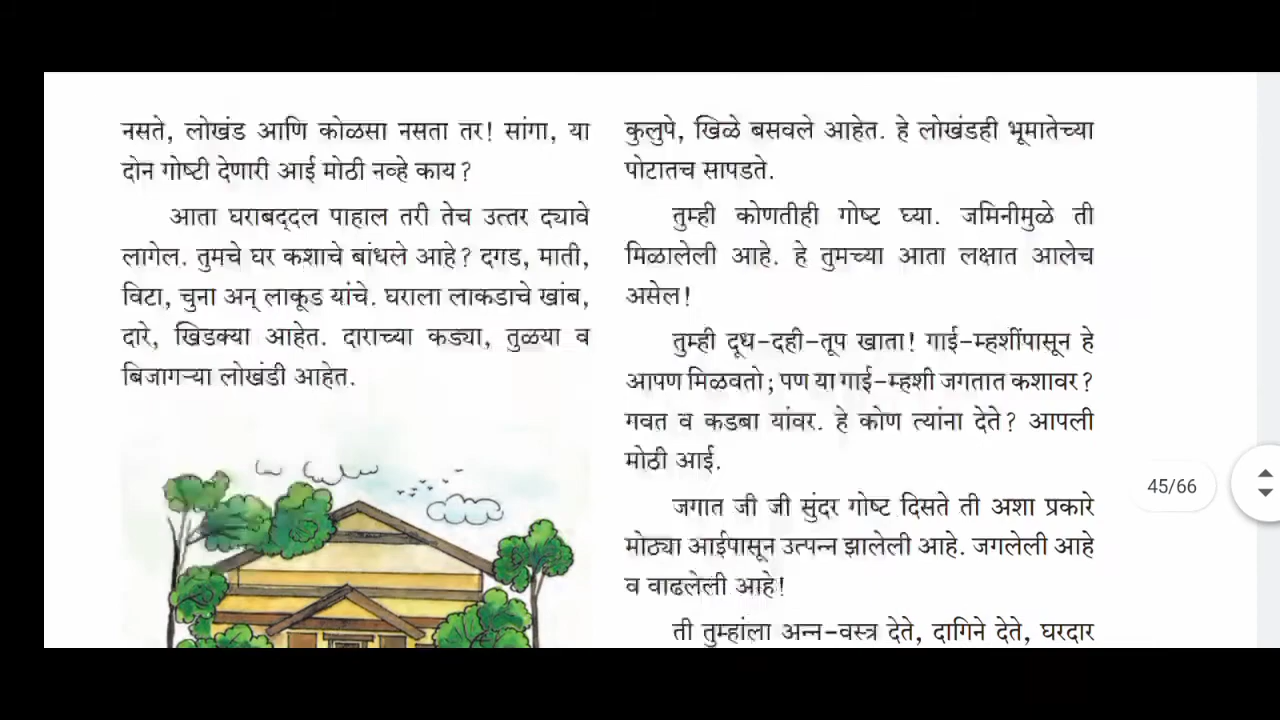 नसते, लोखंड आणि कोळसा नसता तर! सांगा, या
दोन गोष्टी देणारी आई मोठी नव्हे काय?
आता घराबद्‌दल पाहाल तरी तेच उत्तर द्यावे
लागेल. तुमचे घर कशाचे बांधले आहे? दगड, माती,
विटा, चुना अन् लाकूड यांचे. घराला लाकडाचे खांब,
दारे, खिडक्या आहेत. दाराच्या कड्या, तुळया व
बिजागऱ्या लोखंडी आहेत.
कुलुपे, खिळे बसवले आहेत. हे लोखंडही भूमातेच्या
पोटातच सापडते.
तुम्ही कोणतीही गोष्ट घ्या. जमिनीमुळे ती
मिळालेली आहे. हे तुमच्या आता लक्षात आलेच
असेल!
तुम्ही दूध-दही-तूप खाता! गाई-म्हशींपासून हे
आपण मिळवतो; पण या गाई-म्हशी जगतात कशावर?
गवत व कडबा यांवर. हे कोण त्यांना देते? आपली
मोठी आई.
जगात जी जी सुंदर गोष्ट दिसते ती अशा प्रकारे
मोठ्या आईपासून उत्पन्न झालेली आहे. जगलेली आहे
व वाढलेली आहे!
ती तुम्हांला अन्न-वस्त्र देते, दागिने देते, घरदार
45/66